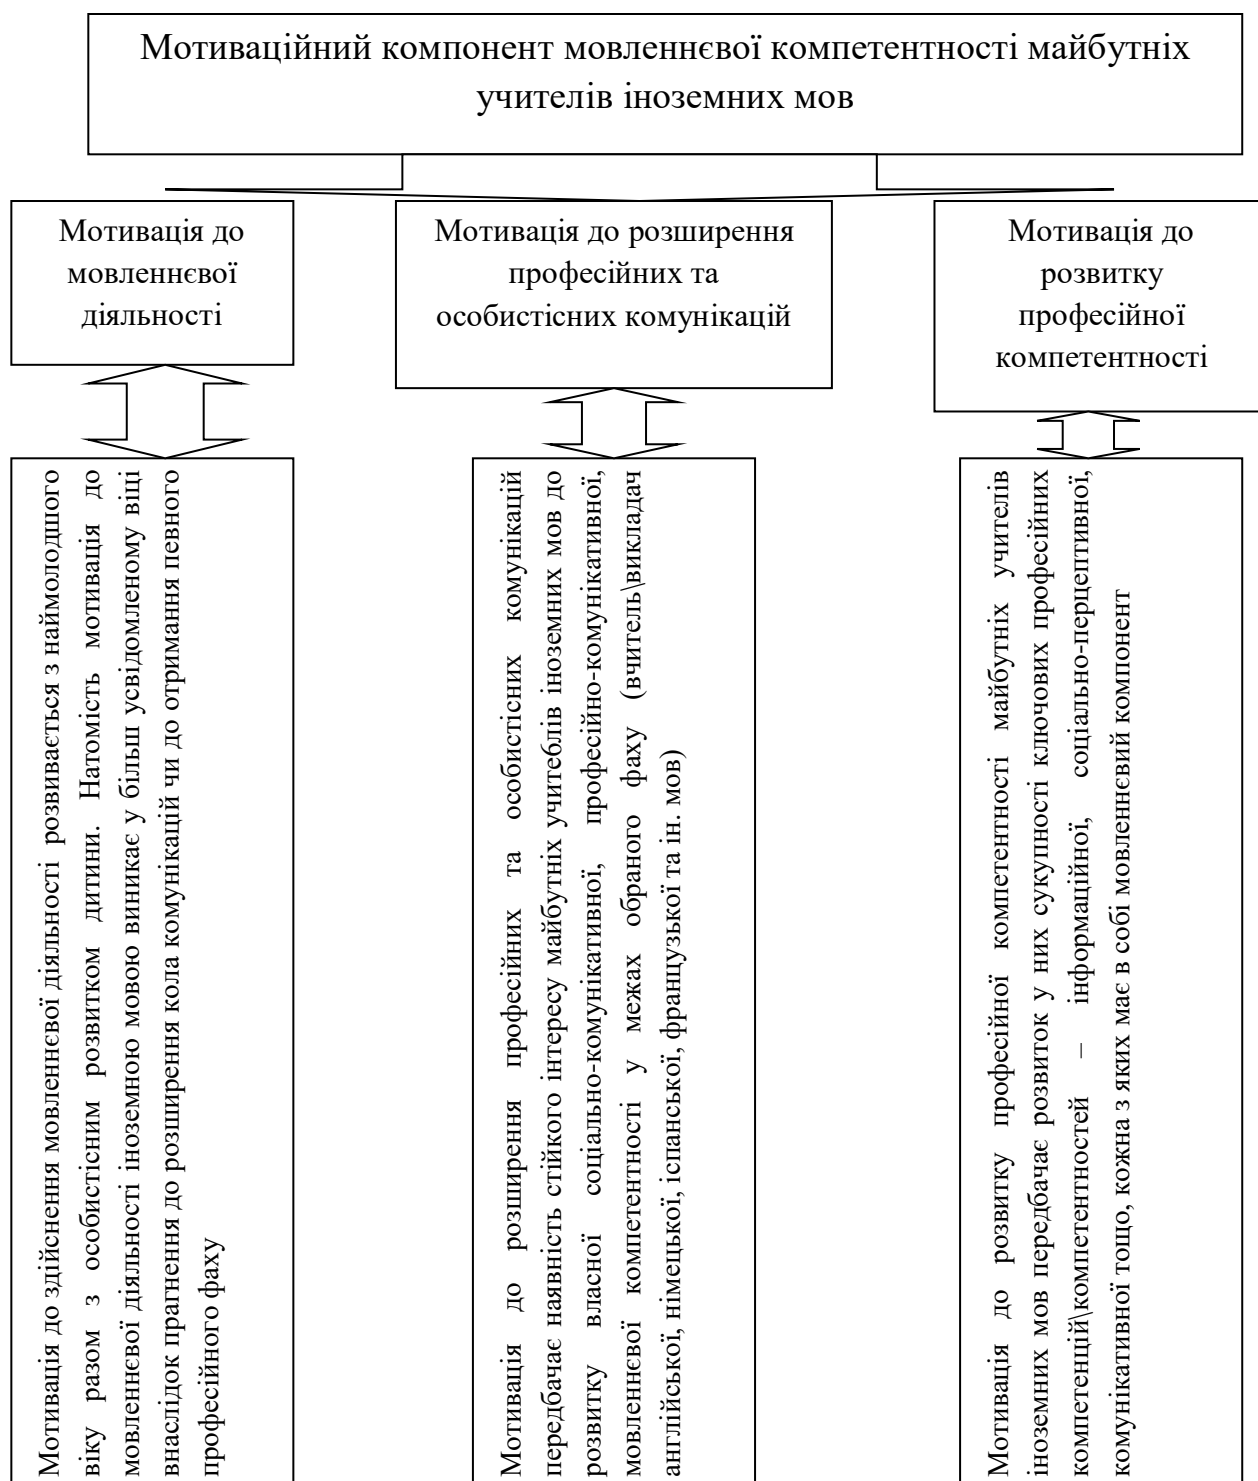 Мотиваційний компонент мовленнєвої компетентності майбутніх
учителів іноземних мов
Мотивація до
мовленнєвої
діяльності
Мотивація до розширення
професійних та
особистісних комунікацій
Мотивація до
розвитку
професійної
компетентності
Мотивація до здійснення мовленнєвої діяльності розвивається з наймолодшого
віку разом з особистісним розвитком дитини. Натомість мотивація до
мовленнєвої діяльності іноземною мовою виникає у більш усвідмленому віці
внаслідок прагнення до розширення кола комунікацій чи до отримання певного
професійного фаху
Мотивація до розширення професійних та особистісних комунікацій
передбачає наявність стійкого інтересу майбутніх учитеблів іноземних мов до
розвитку власної соціально-комунікативної, професійно-комунікативної,
мовленнєвої компетентності у межах обраного фаху (вчитель\викладач
англійської, німецької, іспанської, французької та ін. мов)
Мотивація до розвитку професійної компетентності майбутніх учителів
іноземних мов передбачає розвиток у них сукупності ключових професійних
компетенцій\компетентностей – інформаційної, соціально-перцептивної,
комунікативної тощо, кожна з яких має в собі мовленнєвий компонент